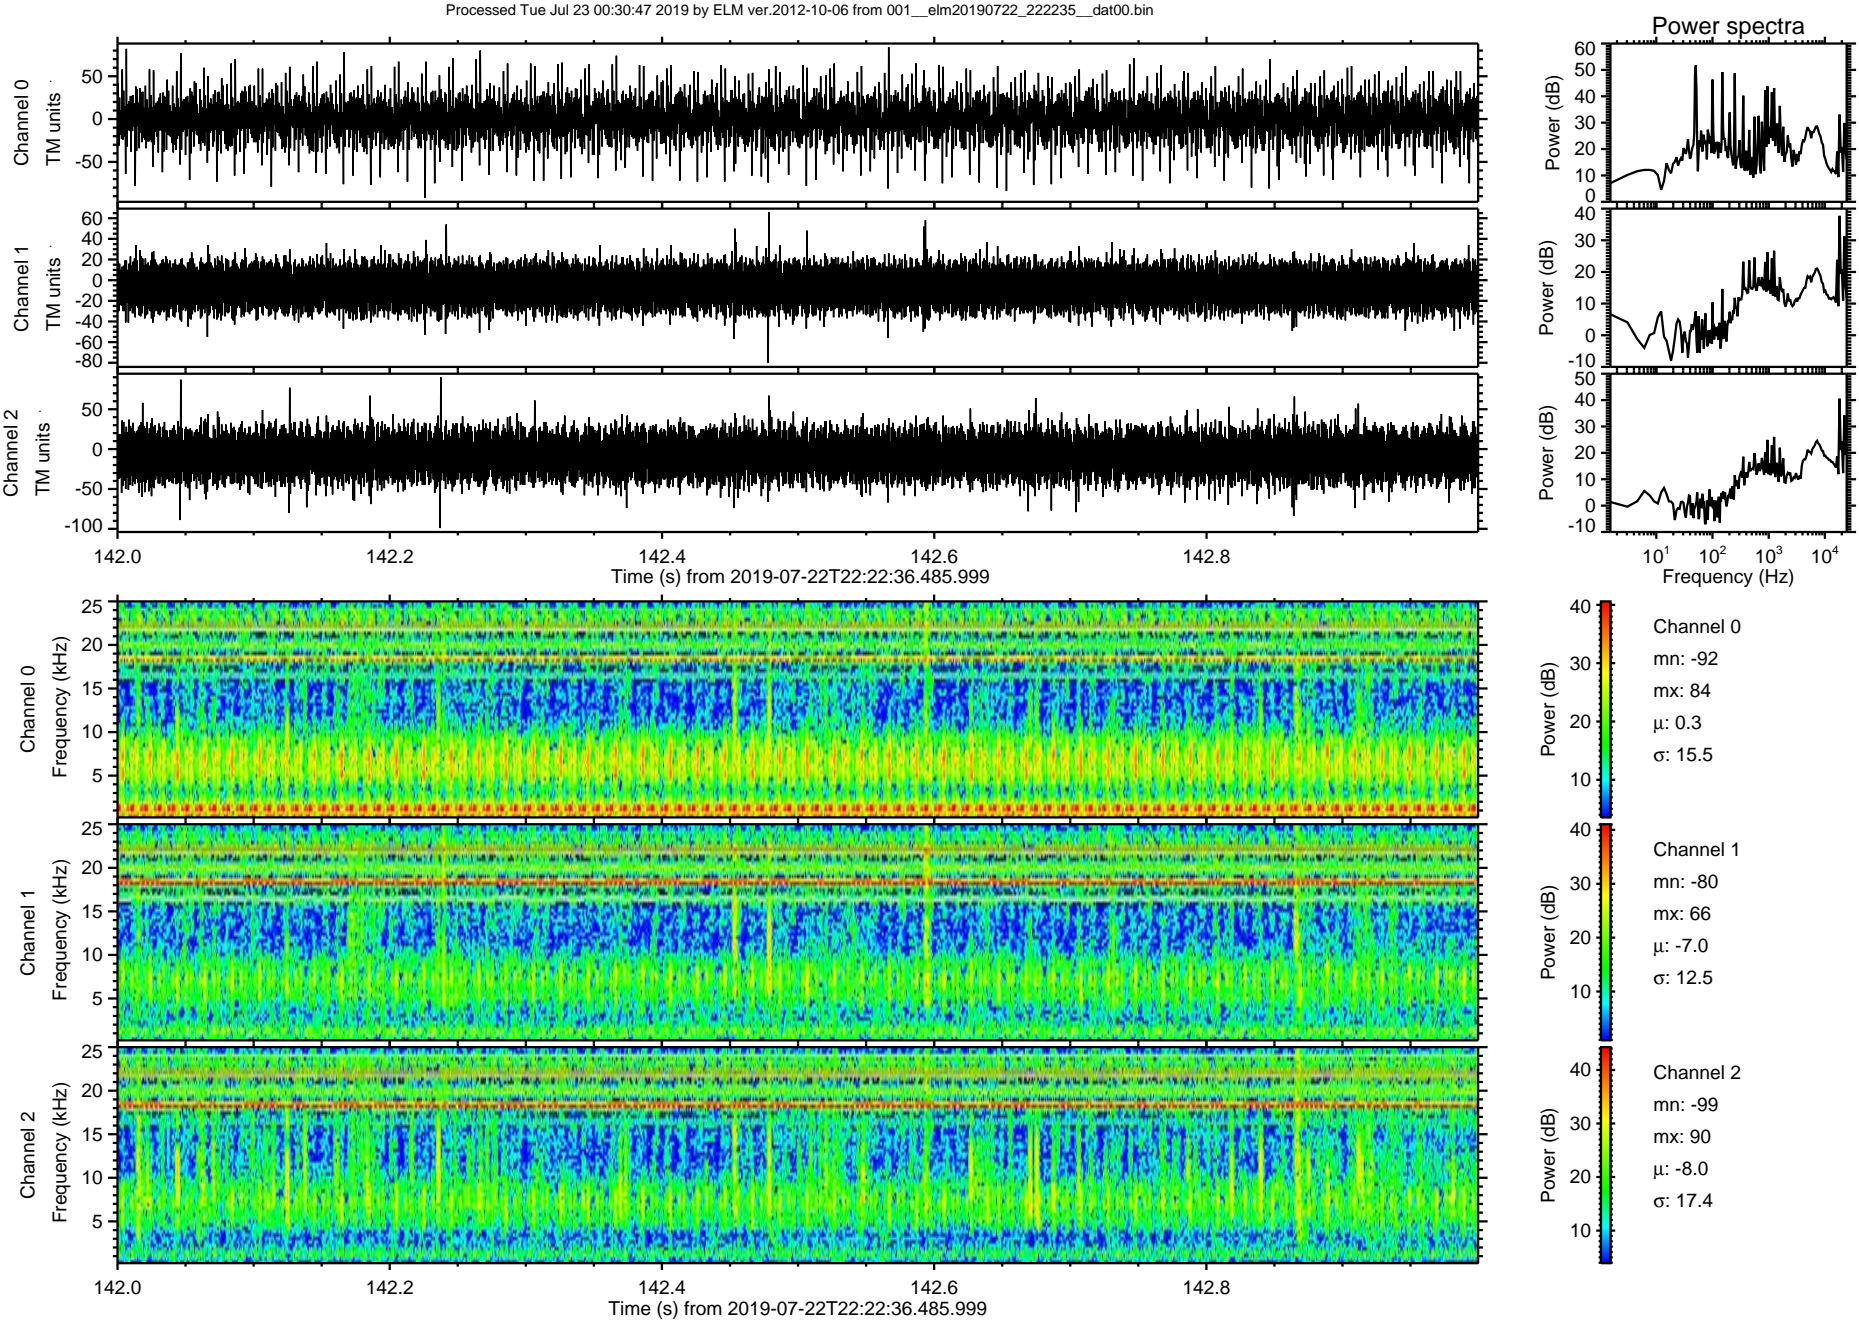 Processed Tue Jul 23 00:30:47 2019 by ELM ver.2012-10-06 from 001__elm20190722_222235__dat00.bin
Power spectra
Channel 0
TM units
50
0
-50
Power (dB)
60
50
40
30
20
10
0
Channel 1
TM units
60
40
20
0
-20
-40
-60
-80
Power (dB)
40
30
20
10
0
-10
Channel 2
TM units
50
0
-50
-100
Power (dB)
50
40
30
20
10
0
-10
142.0 142.2 142.4 142.6 142.8
Time (s) from 2019-07-22T22:22:36.485.999
10^1 10^2 10^3 10^4
Frequency (Hz)
Channel 0
Frequency (kHz)
25
20
15
10
5
Power (dB)
40
30
20
10
Channel 0
mn: -92
mx: 84
μ: 0.3
σ: 15.5
Channel 1
Frequency (kHz)
25
20
15
10
5
Power (dB)
40
30
20
10
Channel 1
mn: -80
mx: 66
μ: -7.0
σ: 12.5
Channel 2
Frequency (kHz)
25
20
15
10
5
Power (dB)
40
30
20
10
Channel 2
mn: -99
mx: 90
μ: -8.0
σ: 17.4
142.0 142.2 142.4 142.6 142.8
Time (s) from 2019-07-22T22:22:36.485.999